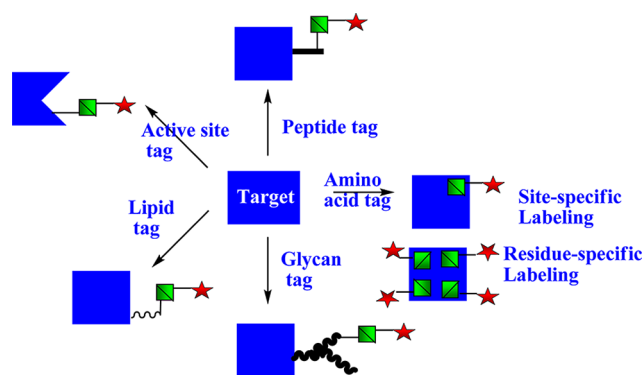 Peptide tag
Active site
tag
Target
Amino
acid tag
Site-specific
Labeling
Lipid
tag
Glycan
tag
Residue-specific
Labeling